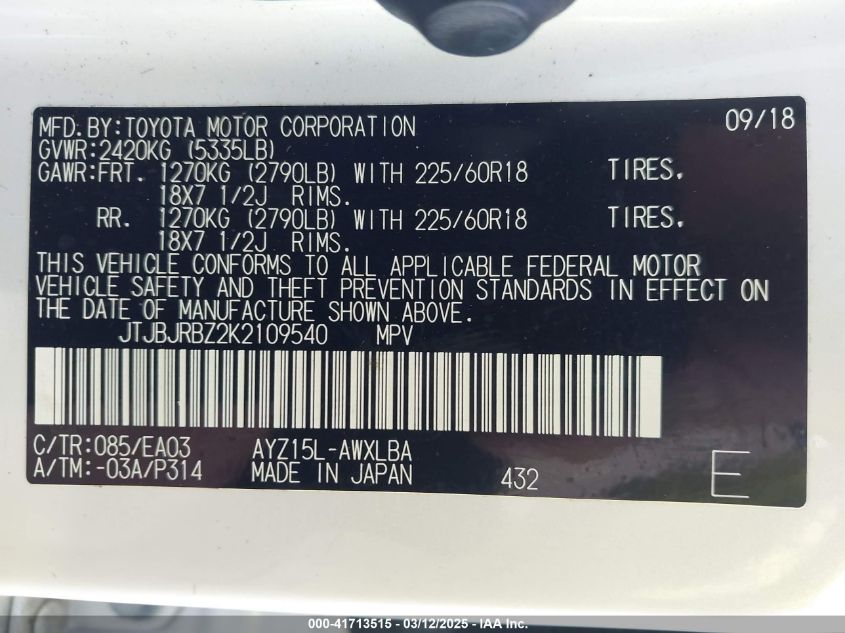 MFD.BY:TOYOTA MOTOR CORPORATION 09/18
GVWR:2420KG (5335LB)
GAWR:FRT. 1270KG (2790LB) WITH 225/60R18 TIRES.
18X7 1/2J RIMS.
RR. 1270KG (2790LB) WITH 225/60R18 TIRES.
18X7 1/2J RIMS.
THIS VEHICLE CONFORMS TO ALL APPLICABLE FEDERAL MOTOR
VEHICLE SAFETY AND THEFT PREVENTION STANDARDS IN EFFECT ON
THE DATE OF MANUFACTURE SHOWN ABOVE.
JTJBJRBZ2K2109540 MPV
C/TR:085/EA03 AYZ15L-AWXLBA
A/TM:-03A/P314 MADE IN JAPAN 432 E
000-41713515 - 03/12/2025 - IAA Inc.